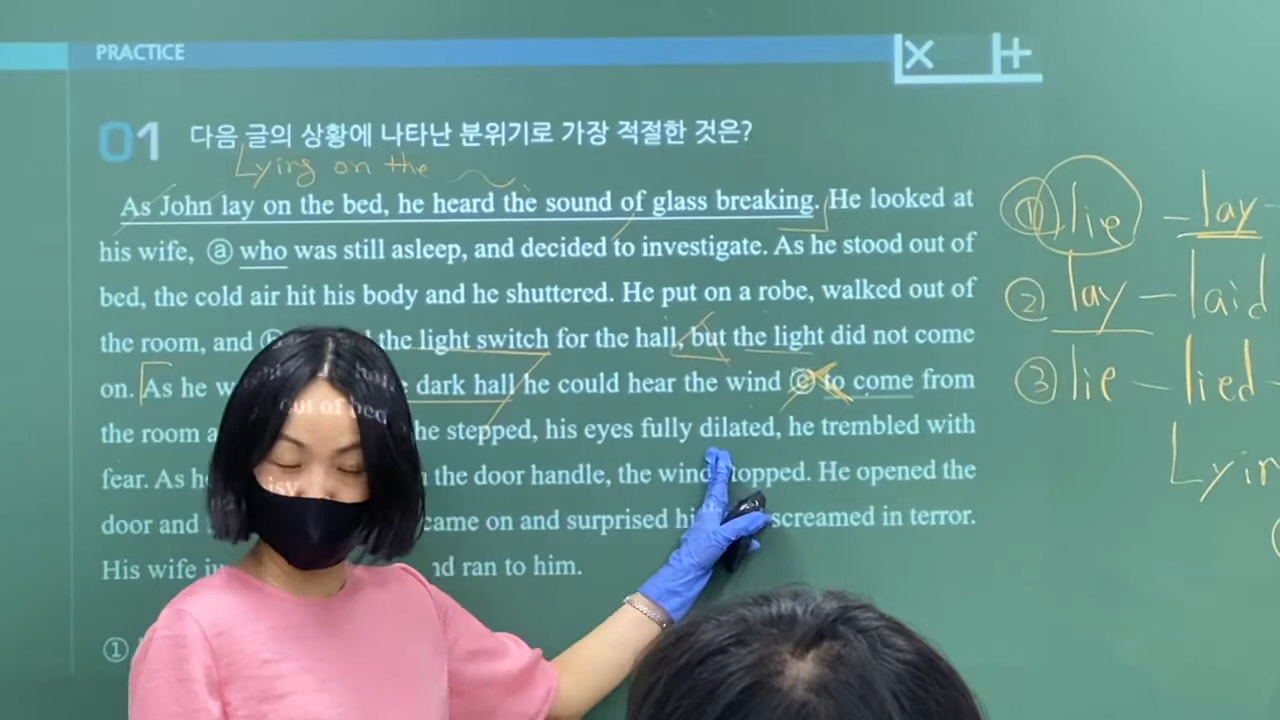 PRACTICE
01 다음 글의 상황에 나타난 분위기로 가장 적절한 것은?
Lying on the
As John lay on the bed, he heard the sound of glass breaking. He looked at
his wife, ⓐ who was still asleep, and decided to investigate. As he stood out of
bed, the cold air hit his body and he shuttered. He put on a robe, walked out of
the room, and the light switch for the hall, but the light did not come
on. As he dark hall he could hear the wind ⓒ to come from
the room he stepped, his eyes fully dilated, he trembled with
fear. As the door handle, the wind stopped. He opened the
door and came on and surprised screamed in terror.
His wife ran to him.
①
① lie - lay -
② lay - laid
③ lie - lied -